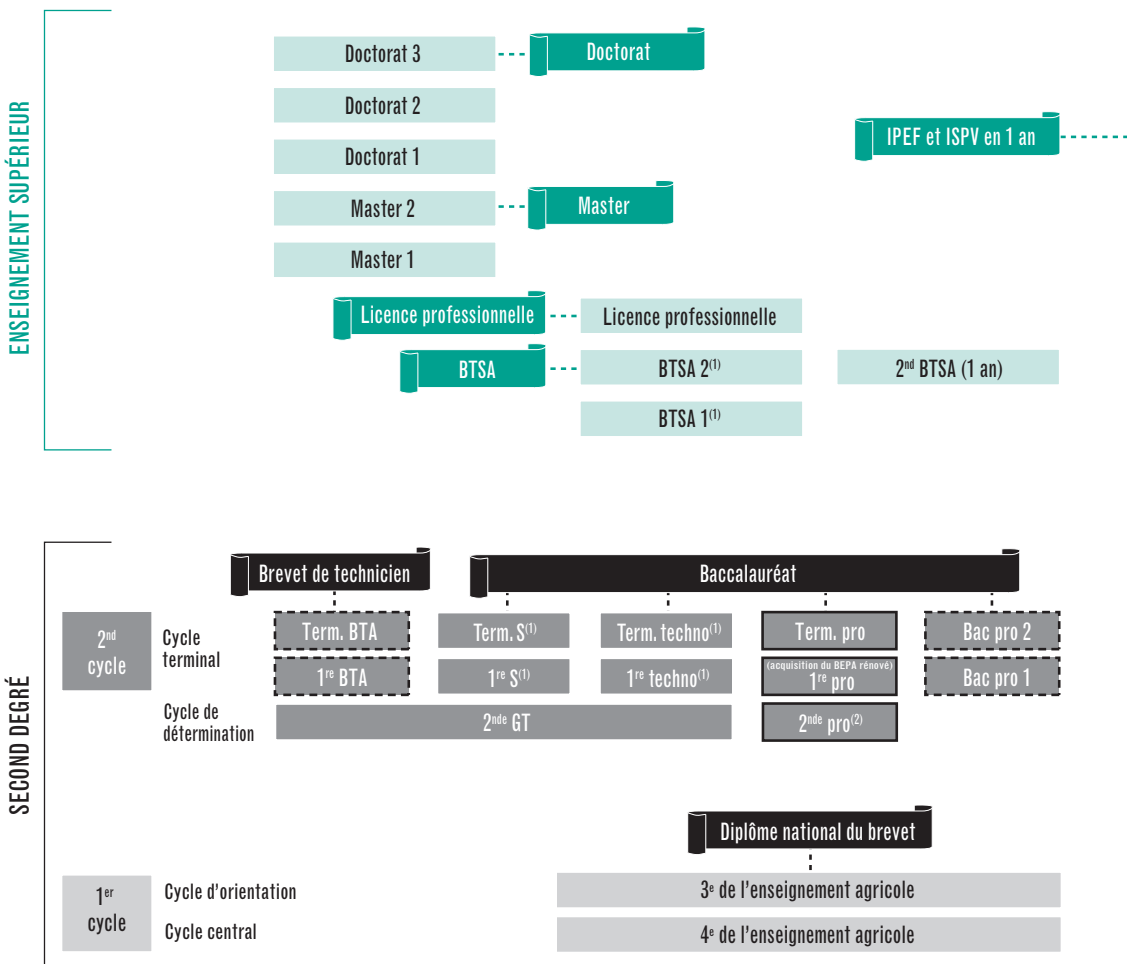 ENSEIGNEMENT SUPÉRIEUR
Doctorat 3
Doctorat
Doctorat 2
IPEF et ISPV en 1 an
Doctorat 1
Master 2
Master
Master 1
Licence professionnelle
Licence professionnelle
BTSA
BTSA 2(1)
2nd BTSA (1 an)
BTSA 1(1)
SECOND DEGRÉ
Brevet de technicien
Baccalauréat
2nd
cycle
Cycle
terminal
Term. BTA
Term. S(1)
Term. techno(1)
Term. pro
Bac pro 2
1re BTA
1re S(1)
1re techno(1)
(acquisition du BEPA rénové)
1re pro
Bac pro 1
Cycle de
détermination
2nde GT
2nde pro(2)
Diplôme national du brevet
1er
cycle
Cycle d'orientation
3e de l'enseignement agricole
Cycle central
4e de l'enseignement agricole